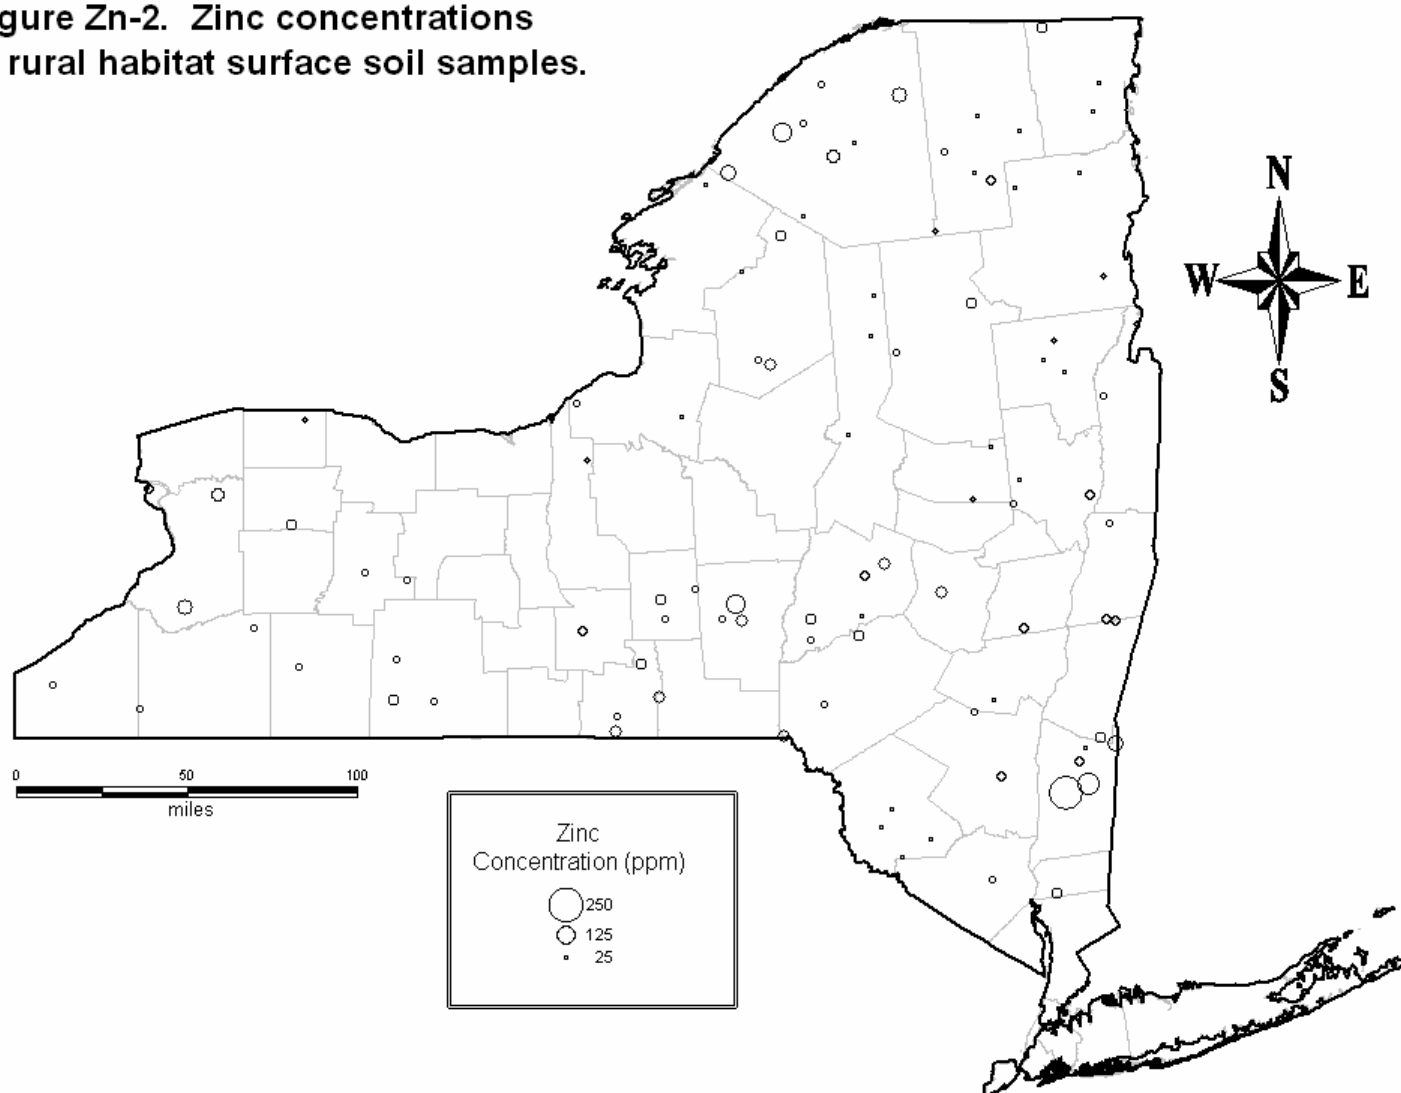 gure Zn-2. Zinc concentrations
rural habitat surface soil samples.
N
W E
S
0 50 100
miles
Zinc
Concentration (ppm)
250
125
25